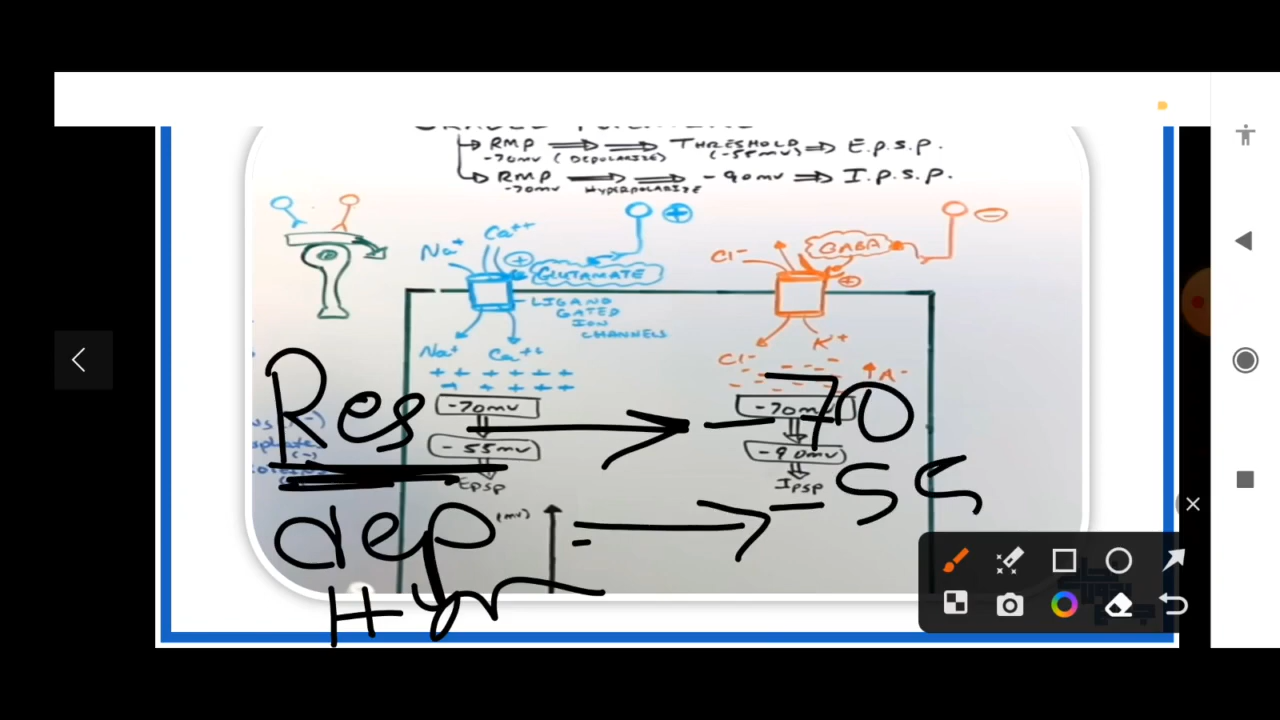 RMP → → THRESHOLD → E.P.S.P.
-70mv (DEPOLARIZE) (-55mv)
RMP → → -90mv → I.P.S.P.
-70mv HYPERPOLARIZE
Na+ Ca++
GLUTAMATE
LIGAND
GATED
ION
CHANNELS
Na+ Ca++
-70mv
-55mv
EPSP
(mv)
Cl- GABA
Cl- K+
A-
-70mv
-90mv
IPSP
Res → -70
dep → -55